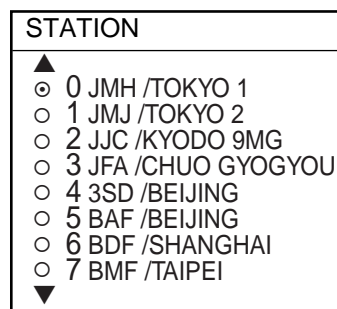 STATION
0 JMH /TOKYO 1
1 JMJ /TOKYO 2
2 JJC /KYODO 9MG
3 JFA /CHUO GYOGYOU
4 3SD /BEIJING
5 BAF /BEIJING
6 BDF /SHANGHAI
7 BMF /TAIPEI